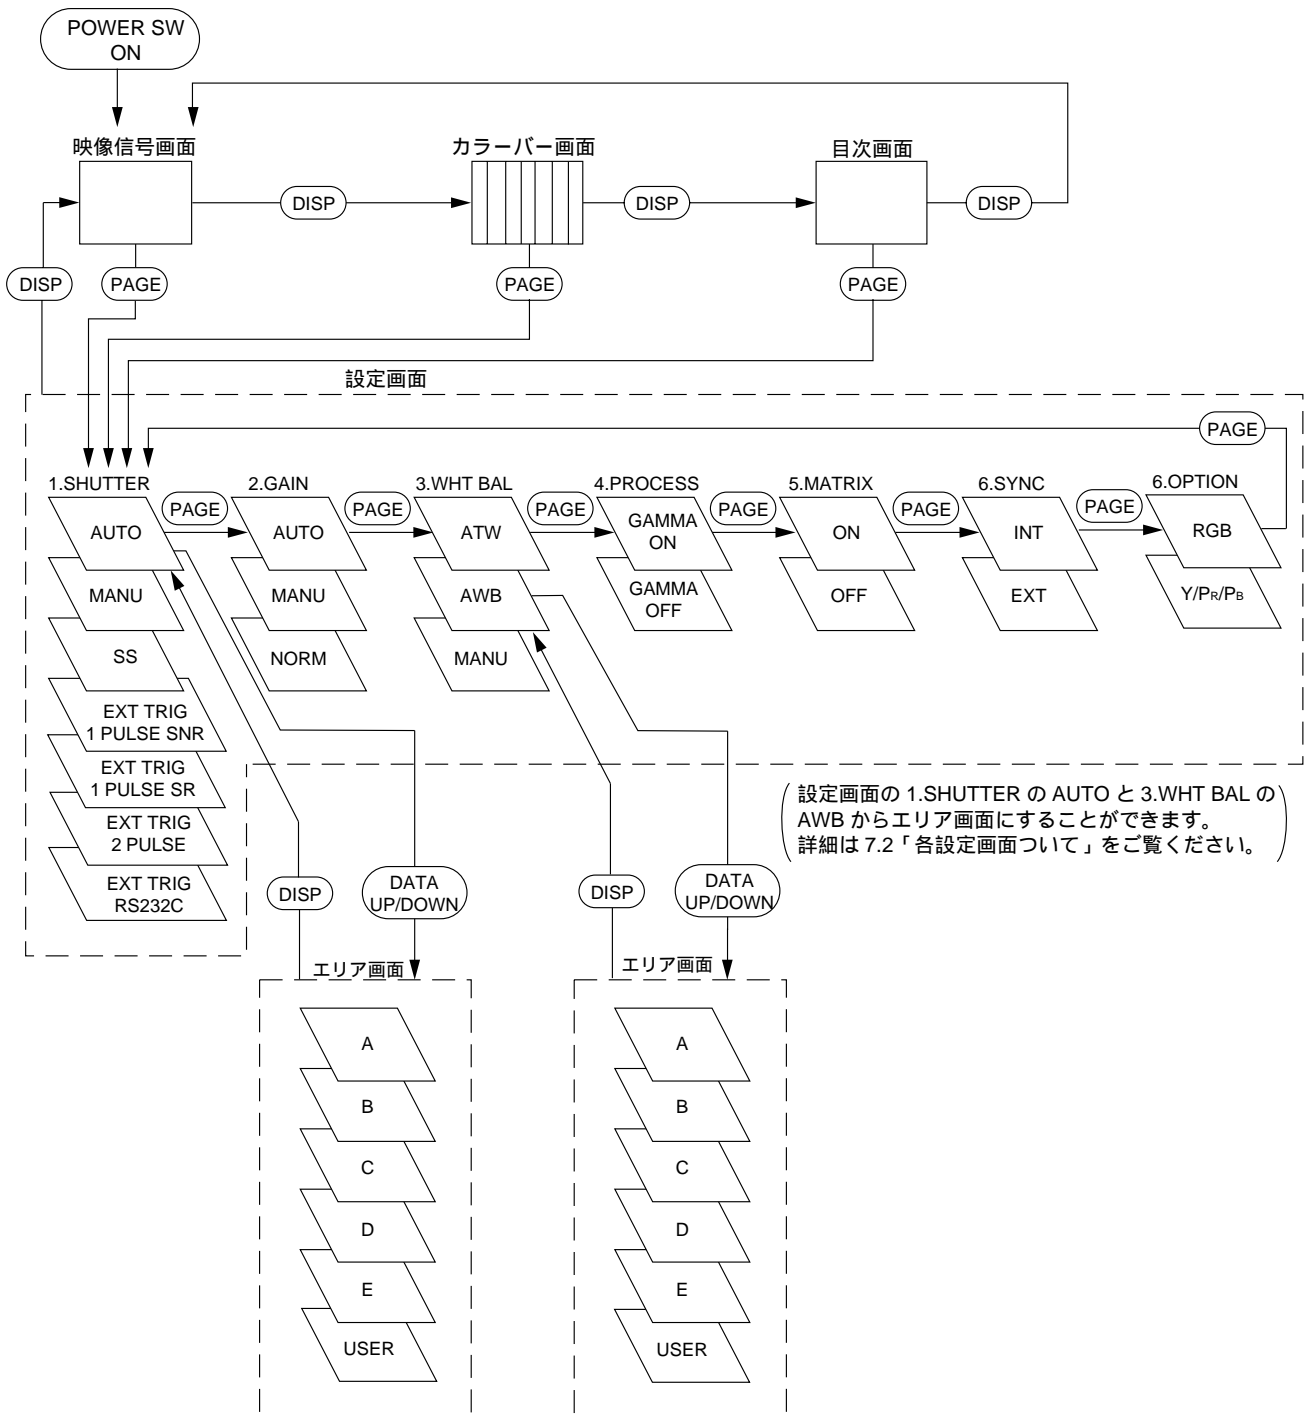 POWER SW
ON
映像信号画面
カラーバー画面
目次画面
DISP
DISP
DISP
DISP
PAGE
PAGE
PAGE
設定画面
PAGE
1.SHUTTER
2.GAIN
3.WHT BAL
4.PROCESS
5.MATRIX
6.SYNC
6.OPTION
PAGE
PAGE
PAGE
PAGE
PAGE
PAGE
AUTO
MANU
SS
EXT TRIG
1 PULSE SNR
EXT TRIG
1 PULSE SR
EXT TRIG
2 PULSE
EXT TRIG
RS232C
AUTO
MANU
NORM
ATW
AWB
MANU
GAMMA
ON
GAMMA
OFF
ON
OFF
INT
EXT
RGB
Y/PR/PB
(設定画面の 1.SHUTTER の AUTO と 3.WHT BAL の
AWB からエリア画面にすることができます。
詳細は 7.2「各設定画面ついて」をご覧ください。)
DISP
DATA
UP/DOWN
DISP
DATA
UP/DOWN
エリア画面
A
B
C
D
E
USER
エリア画面
A
B
C
D
E
USER